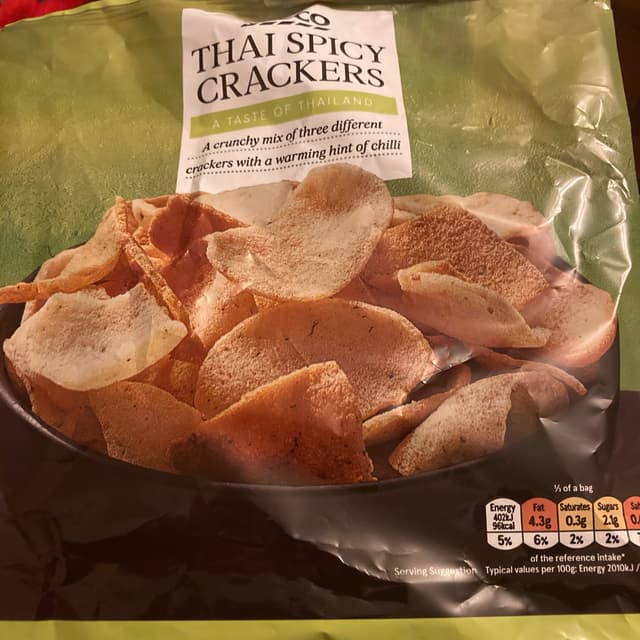 THAI SPICY
CRACKERS
A TASTE OF THAILAND
A crunchy mix of three different
crackers with a warming hint of chilli
⅕ of a bag
Energy Fat Saturates Sugars
402kJ
96kcal 4.3g 0.3g 2.1g
5% 6% 2% 2%
of the reference intake*
Serving Suggestion Typical values per 100g: Energy 2010kJ /